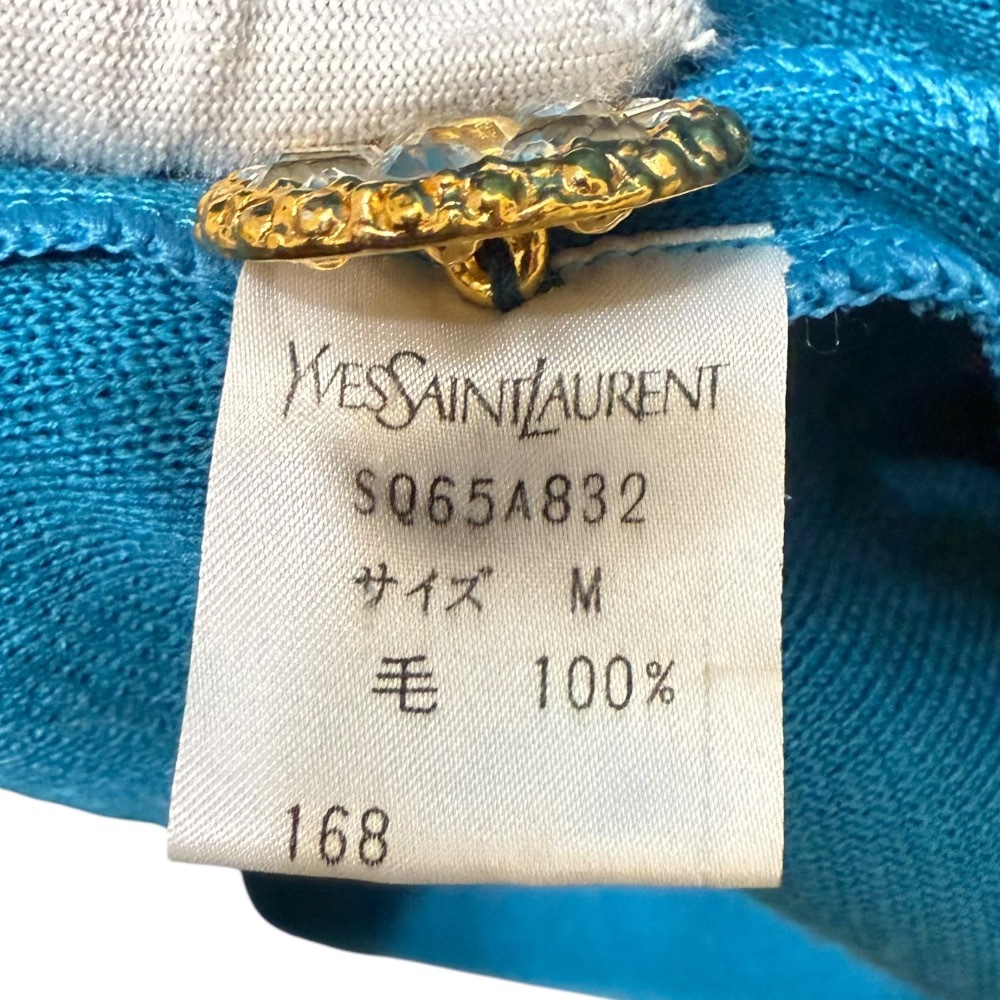 YVESSAINTLAURENT
SQ65A832
サイズ M
毛 100%
168